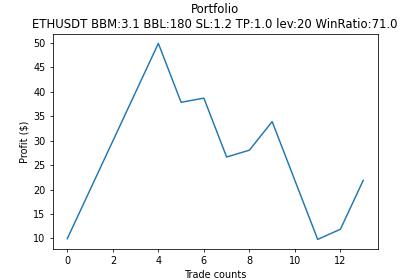 Portfolio
ETHUSDT BBM:3.1 BBL:180 SL:1.2 TP:1.0 lev:20 WinRatio:71.0
50
45
40
35
30
25
20
15
10
Profit ($)
0 2 4 6 8 10 12
Trade counts